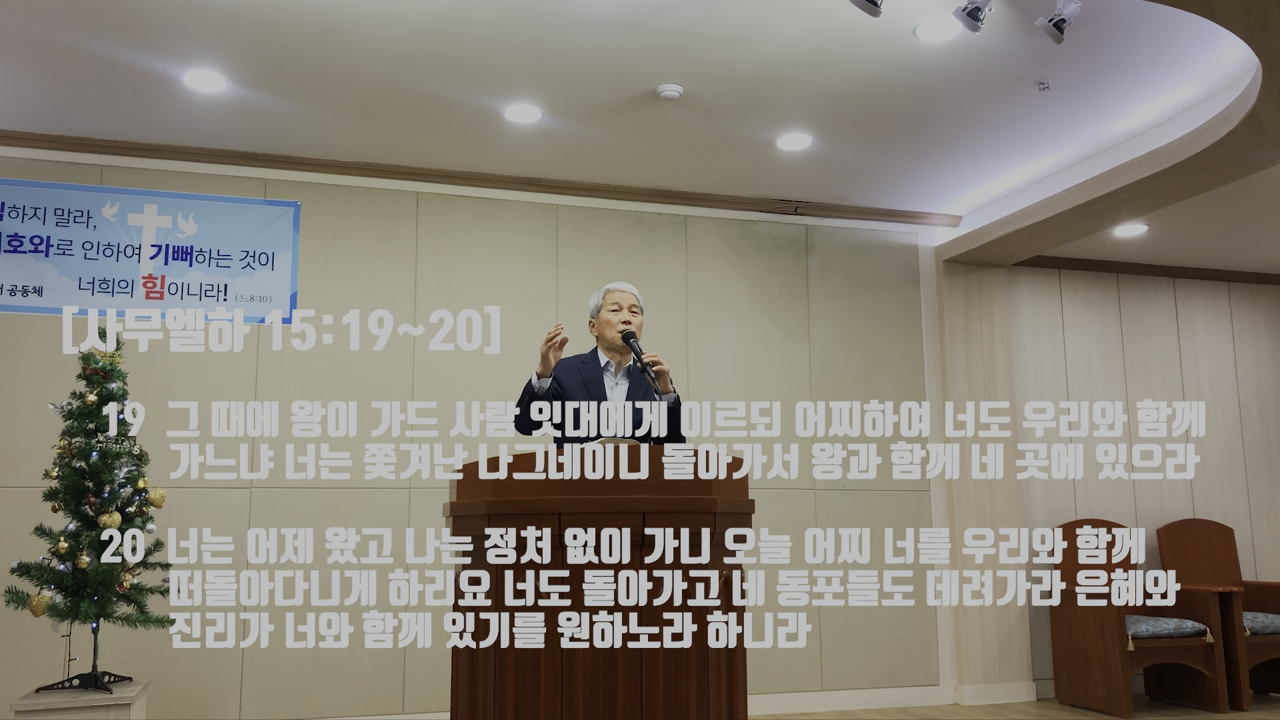 하지 말라,
호와로 인하여 기뻐하는 것이
공동체
너희의 힘이니라! (느8:10)
[사무엘하 15:19~20]
19 그 때에 왕이 가드 사람 잇대에게 이르되 어찌하여 너도 우리와 함께
가느냐 너는 쫓겨난 나그네이니 돌아가서 왕과 함께 네 곳에 있으라
20 너는 어제 왔고 나는 정처 없이 가니 오늘 어찌 너를 우리와 함께
떠돌아다니게 하리요 너도 돌아가고 네 동포들도 데려가라 은혜와
진리가 너와 함께 있기를 원하노라 하니라